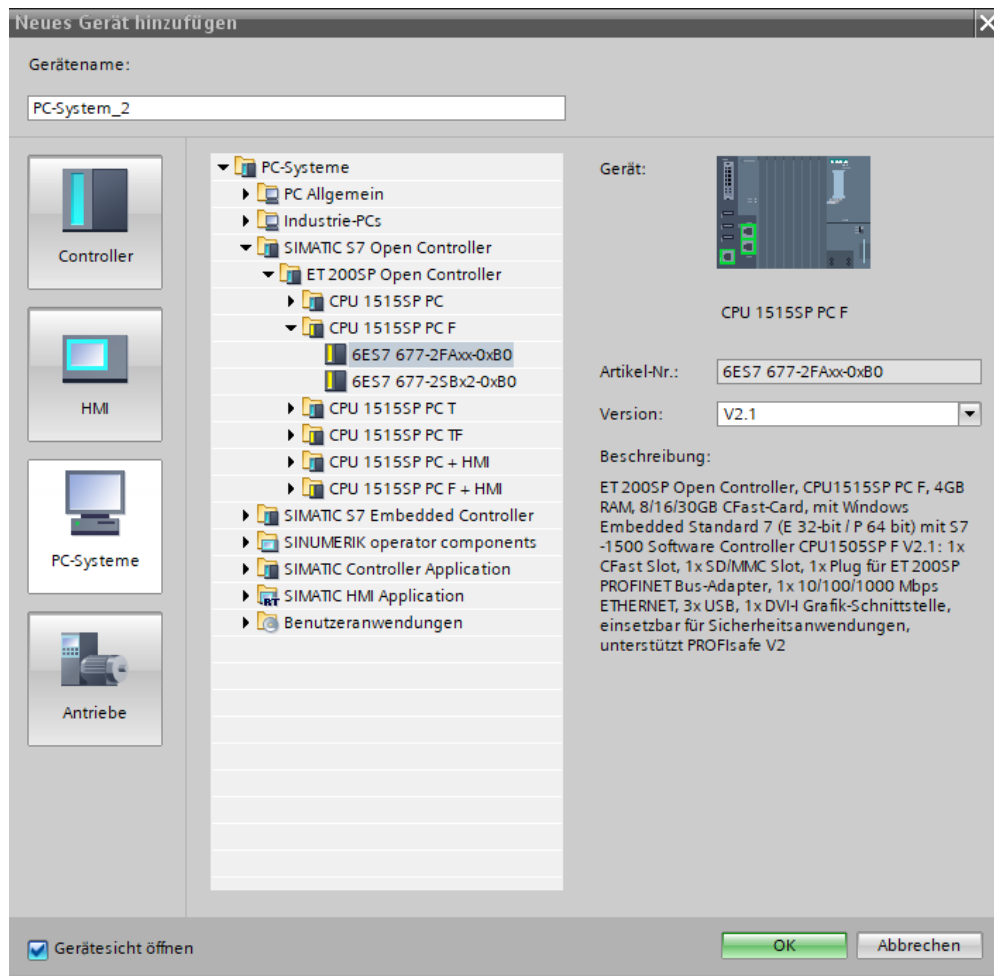 Neues Gerät hinzufügen
Gerätename:
PC-System_2
Controller
HMI
PC-Systeme
Antriebe
PC-Systeme
PC Allgemein
Industrie-PCs
SIMATIC S7 Open Controller
ET 200SP Open Controller
CPU 1515SP PC
CPU 1515SP PC F
6ES7 677-2FAxx-0xB0
6ES7 677-2SBx2-0xB0
CPU 1515SP PC T
CPU 1515SP PC TF
CPU 1515SP PC + HMI
CPU 1515SP PC F + HMI
SIMATIC S7 Embedded Controller
SINUMERIK operator components
SIMATIC Controller Application
RT SIMATIC HMI Application
Benutzeranwendungen
Gerät:
CPU 1515SP PC F
Artikel-Nr.: 6ES7 677-2FAxx-0xB0
Version: V2.1
Beschreibung:
ET 200SP Open Controller, CPU1515SP PC F, 4GB
RAM, 8/16/30GB CFast-Card, mit Windows
Embedded Standard 7 (E 32-bit / P 64 bit) mit S7
-1500 Software Controller CPU1505SP F V2.1: 1x
CFast Slot, 1x SD/MMC Slot, 1x Plug für ET 200SP
PROFINET Bus-Adapter, 1x 10/100/1000 Mbps
ETHERNET, 3x USB, 1x DVI-I Grafik-Schnittstelle,
einsetzbar für Sicherheitsanwendungen,
unterstützt PROFIsafe V2
Gerätesicht öffnen
OK
Abbrechen